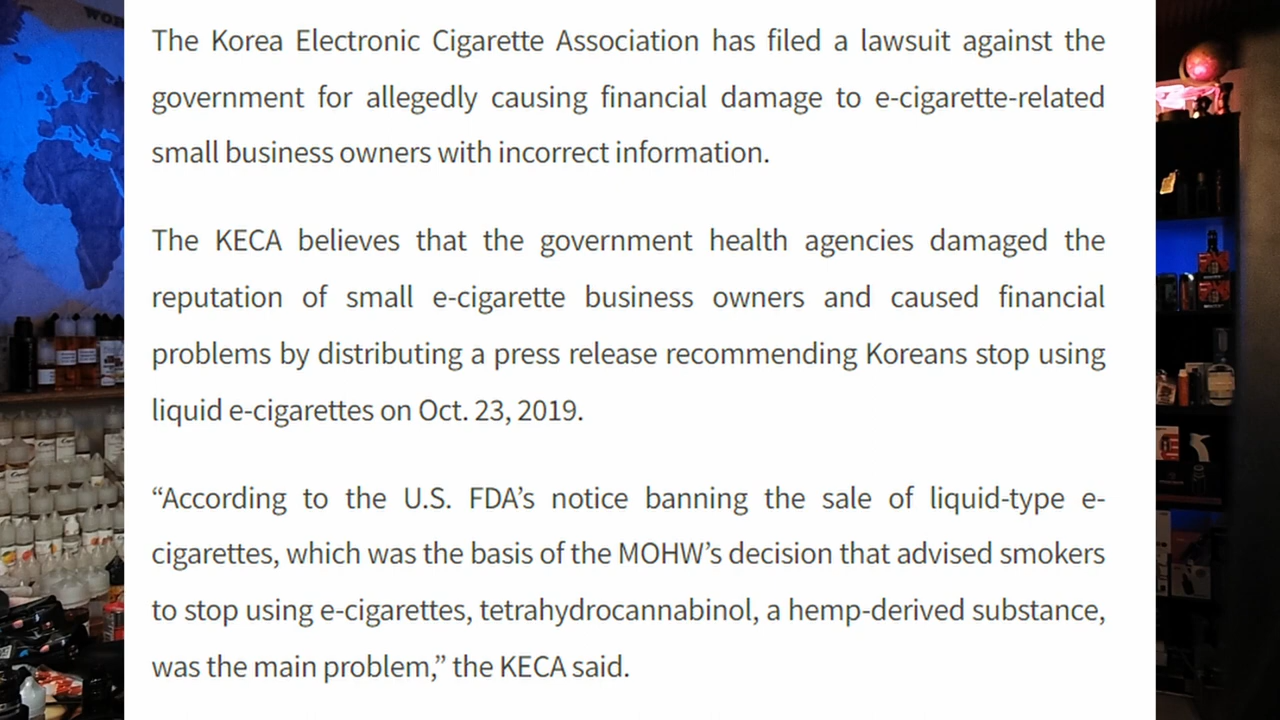 The Korea Electronic Cigarette Association has filed a lawsuit against the
government for allegedly causing financial damage to e-cigarette-related
small business owners with incorrect information.
The KECA believes that the government health agencies damaged the
reputation of small e-cigarette business owners and caused financial
problems by distributing a press release recommending Koreans stop using
liquid e-cigarettes on Oct. 23, 2019.
“According to the U.S. FDA’s notice banning the sale of liquid-type e-
cigarettes, which was the basis of the MOHW’s decision that advised smokers
to stop using e-cigarettes, tetrahydrocannabinol, a hemp-derived substance,
was the main problem,” the KECA said.